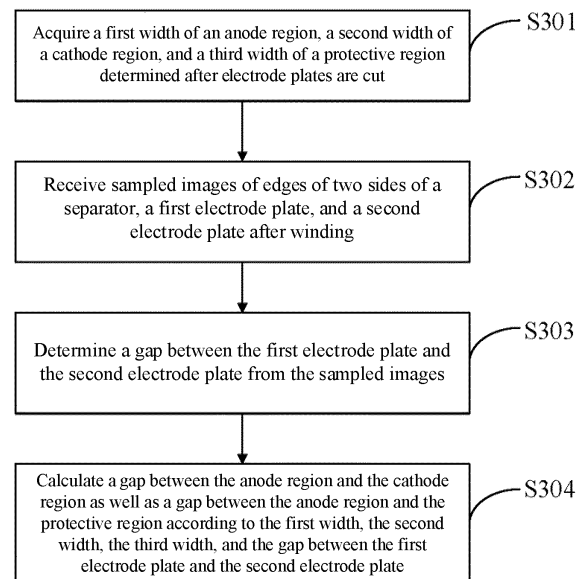 Acquire a first width of an anode region, a second width of
a cathode region, and a third width of a protective region
determined after electrode plates are cut
S301
Receive sampled images of edges of two sides of a
separator, a first electrode plate, and a second
electrode plate after winding
S302
Determine a gap between the first electrode plate and
the second electrode plate from the sampled images
S303
Calculate a gap between the anode region and the cathode
region as well as a gap between the anode region and the
protective region according to the first width, the second
width, the third width, and the gap between the first
electrode plate and the second electrode plate
S304